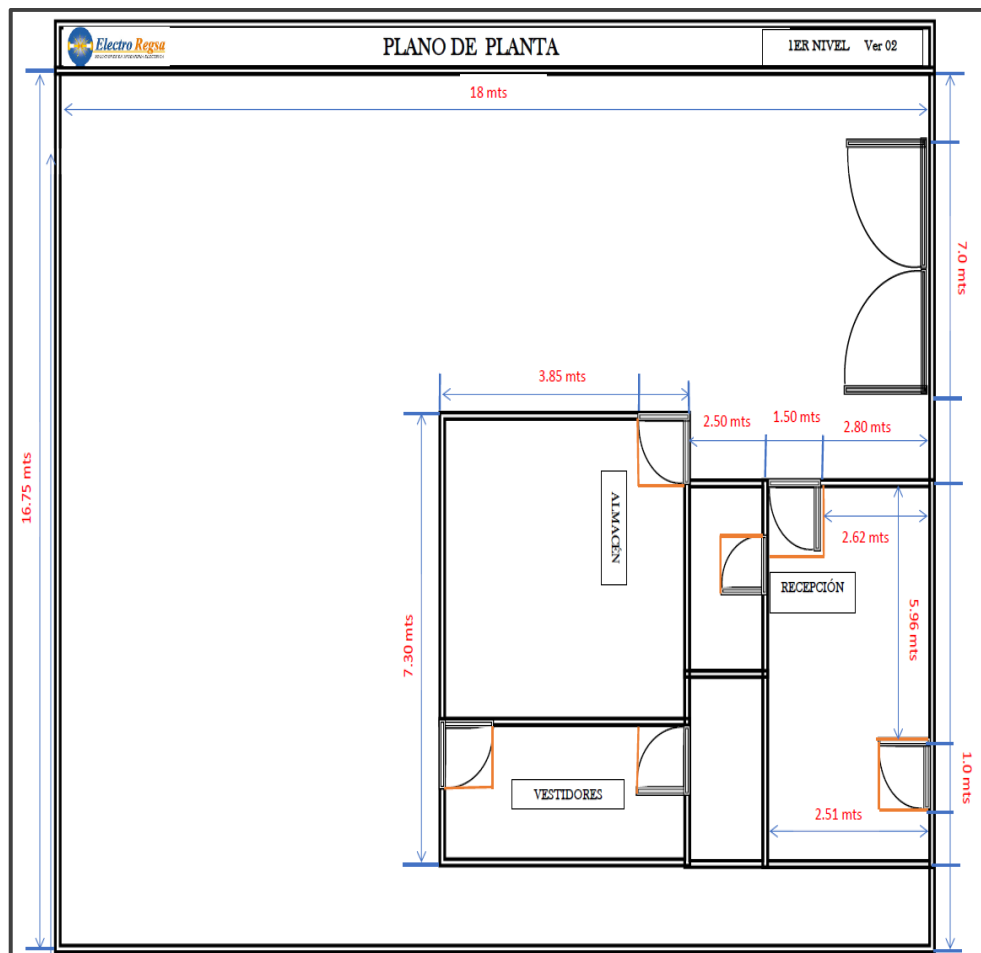 Electro Regsa
PLANO DE PLANTA
1ER NIVEL Ver 02
18 mts
7.0 mts
3.85 mts
2.50 mts
1.50 mts
2.80 mts
16.75 mts
ALMACÉN
2.62 mts
RECEPCIÓN
5.96 mts
7.30 mts
1.0 mts
VESTIDORES
2.51 mts